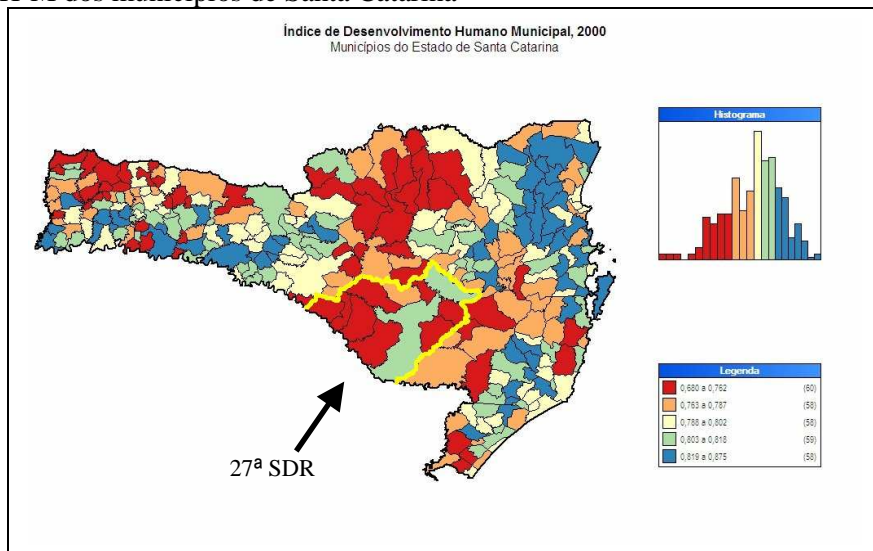 dos municípios de Santa Catarina
Índice de Desenvolvimento Humano Municipal, 2000
Municípios do Estado de Santa Catarina
Histograma
Legenda
0,680 a 0,762 (60)
0,763 a 0,787 (58)
0,788 a 0,802 (58)
0,803 a 0,818 (59)
0,819 a 0,875 (58)
27ª SDR